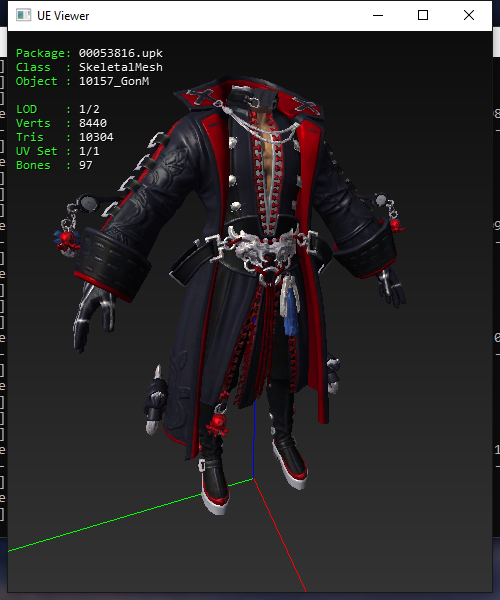 UE Viewer
Package: 00053816.upk
Class  : SkeletalMesh
Object : 10157_GonM
LOD    : 1/2
Verts  : 8440
Tris   : 10304
UV Set : 1/1
Bones  : 97